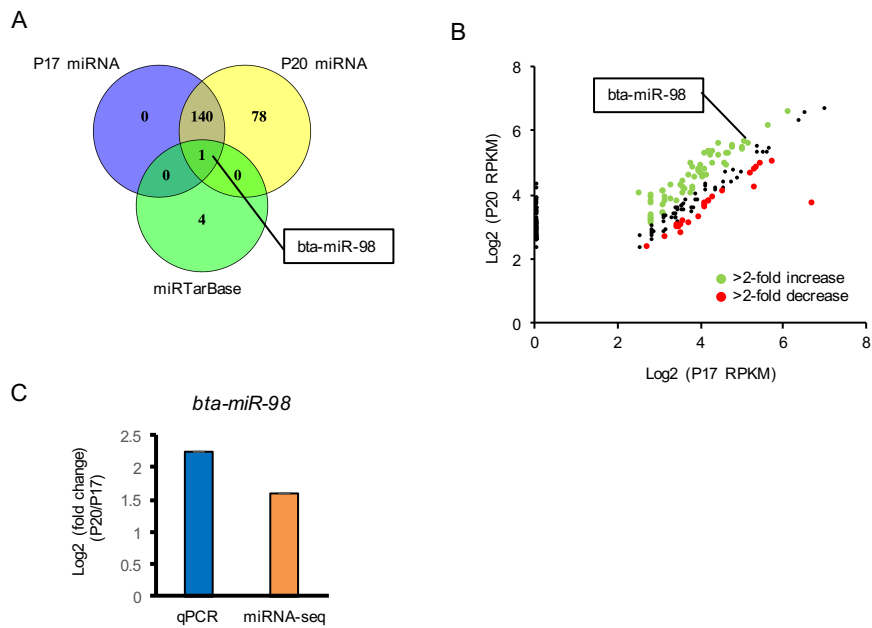 A
P17 miRNA
P20 miRNA
0
140
78
1
0
0
4
bta-miR-98
miRTarBase
B
8
6
4
2
0
Log2 (P20 RPKM)
bta-miR-98
>2-fold increase
>2-fold decrease
0
2
4
6
8
Log2 (P17 RPKM)
C
bta-miR-98
2.5
2
1.5
1
0.5
0
Log2 (fold change)
(P20/P17)
qPCR
miRNA-seq